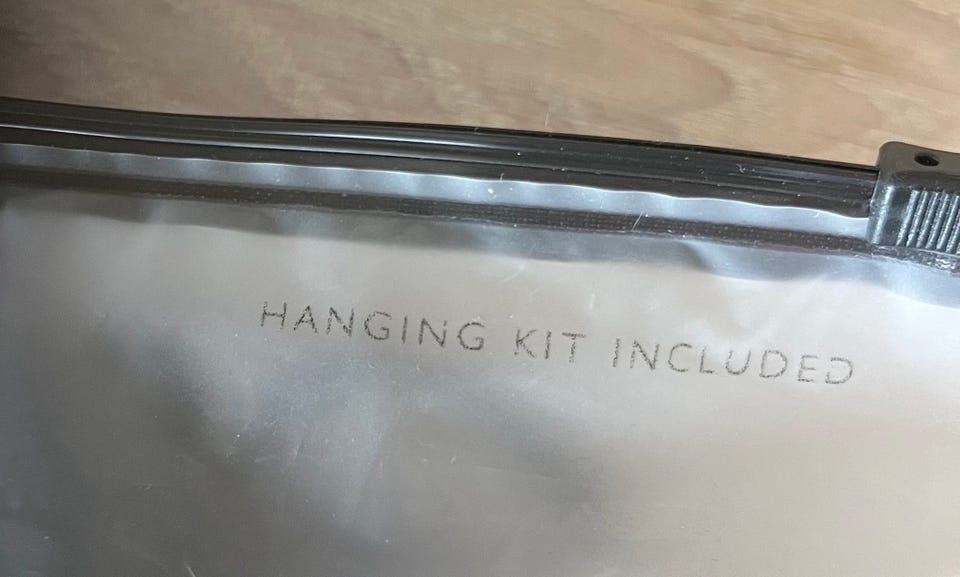 HANGING KIT INCLUDED